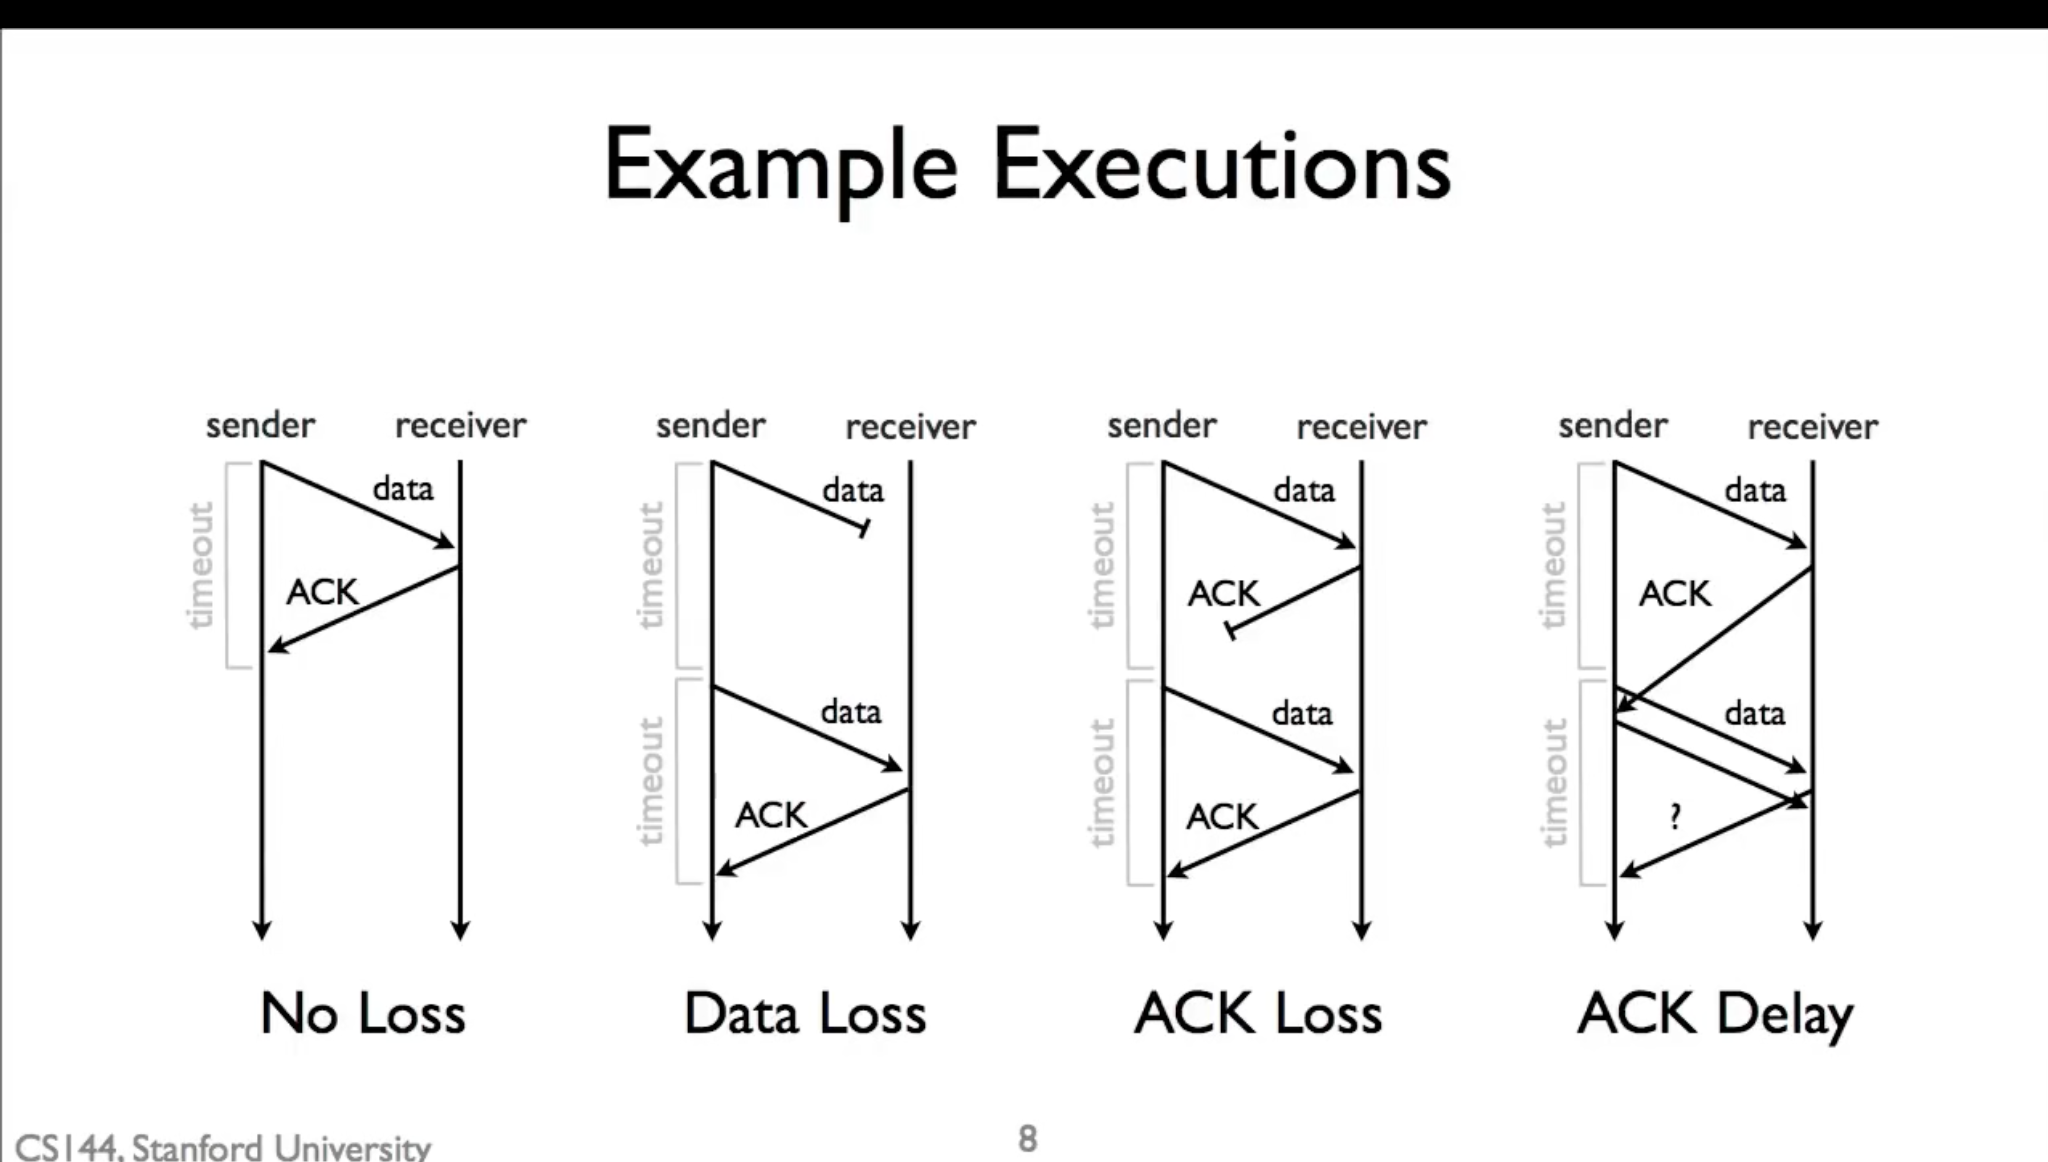 Example Executions
sender receiver
timeout
data
ACK
No Loss
sender receiver
timeout
data
timeout
data
ACK
Data Loss
sender receiver
timeout
data
ACK
timeout
data
ACK
ACK Loss
sender receiver
timeout
data
ACK
timeout
data
?
ACK Delay
CS144, Stanford University
8